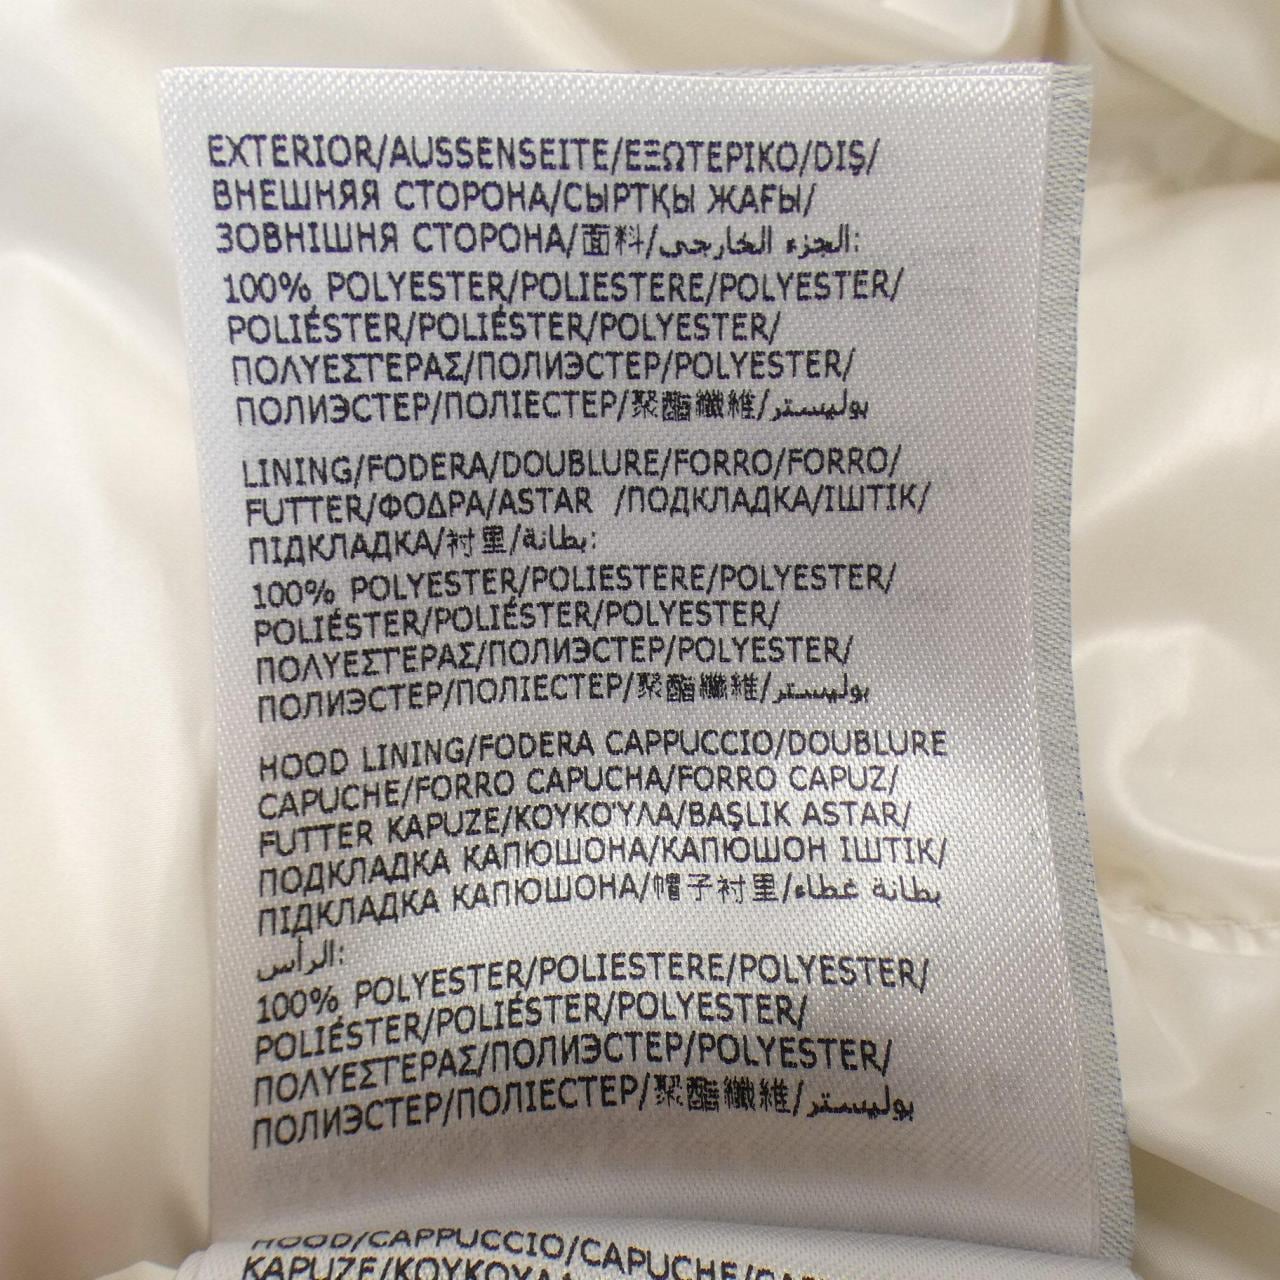 EXTERIOR/AUSSENSEITE/ΕΞΩΤΕΡΙΚΟ/DIŞ/
ВНЕШНЯЯ СТОРОНА/СЫРТҚЫ ЖАҒЫ/
ЗОВНІШНЯ СТОРОНА/面料/الجزء الخارجي:
100% POLYESTER/POLIESTERE/POLYESTER/
POLIÉSTER/POLIÉSTER/POLYESTER/
ΠΟΛΥΕΣΤΕΡΑΣ/ПОЛИЭСТЕР/POLYESTER/
ПОЛИЭСТЕР/ПОЛІЕСТЕР/聚酯纖維/بوليستر
LINING/FODERA/DOUBLURE/FORRO/FORRO/
FUTTER/ΦΟΔΡΑ/ASTAR /ПОДКЛАДКА/ІШТІК/
ПІДКЛАДКА/衬里/بطانة:
100% POLYESTER/POLIESTERE/POLYESTER/
POLIÉSTER/POLIÉSTER/POLYESTER/
ΠΟΛΥΕΣΤΕΡΑΣ/ПОЛИЭСТЕР/POLYESTER/
ПОЛИЭСТЕР/ПОЛІЕСТЕР/聚酯纖維/بوليستر
HOOD LINING/FODERA CAPPUCCIO/DOUBLURE
CAPUCHE/FORRO CAPUCHA/FORRO CAPUZ/
FUTTER KAPUZE/ΚΟΥΚΟΎΛΑ/BAŞLIK ASTAR/
ПОДКЛАДКА КАПЮШОНА/КАПЮШОН ІШТІК/
ПІДКЛАДКА КАПЮШОНА/帽子衬里/بطانة غطاء
الرأس:
100% POLYESTER/POLIESTERE/POLYESTER/
POLIÉSTER/POLIÉSTER/POLYESTER/
ΠΟΛΥΕΣΤΕΡΑΣ/ПОЛИЭСТЕР/POLYESTER/
ПОЛИЭСТЕР/ПОЛІЕСТЕР/聚酯纖維/بوليستر
HOOD/CAPPUCCIO/CAPUCHE/
KAPUZE/ΚΟΥΚΟΥΛΑ